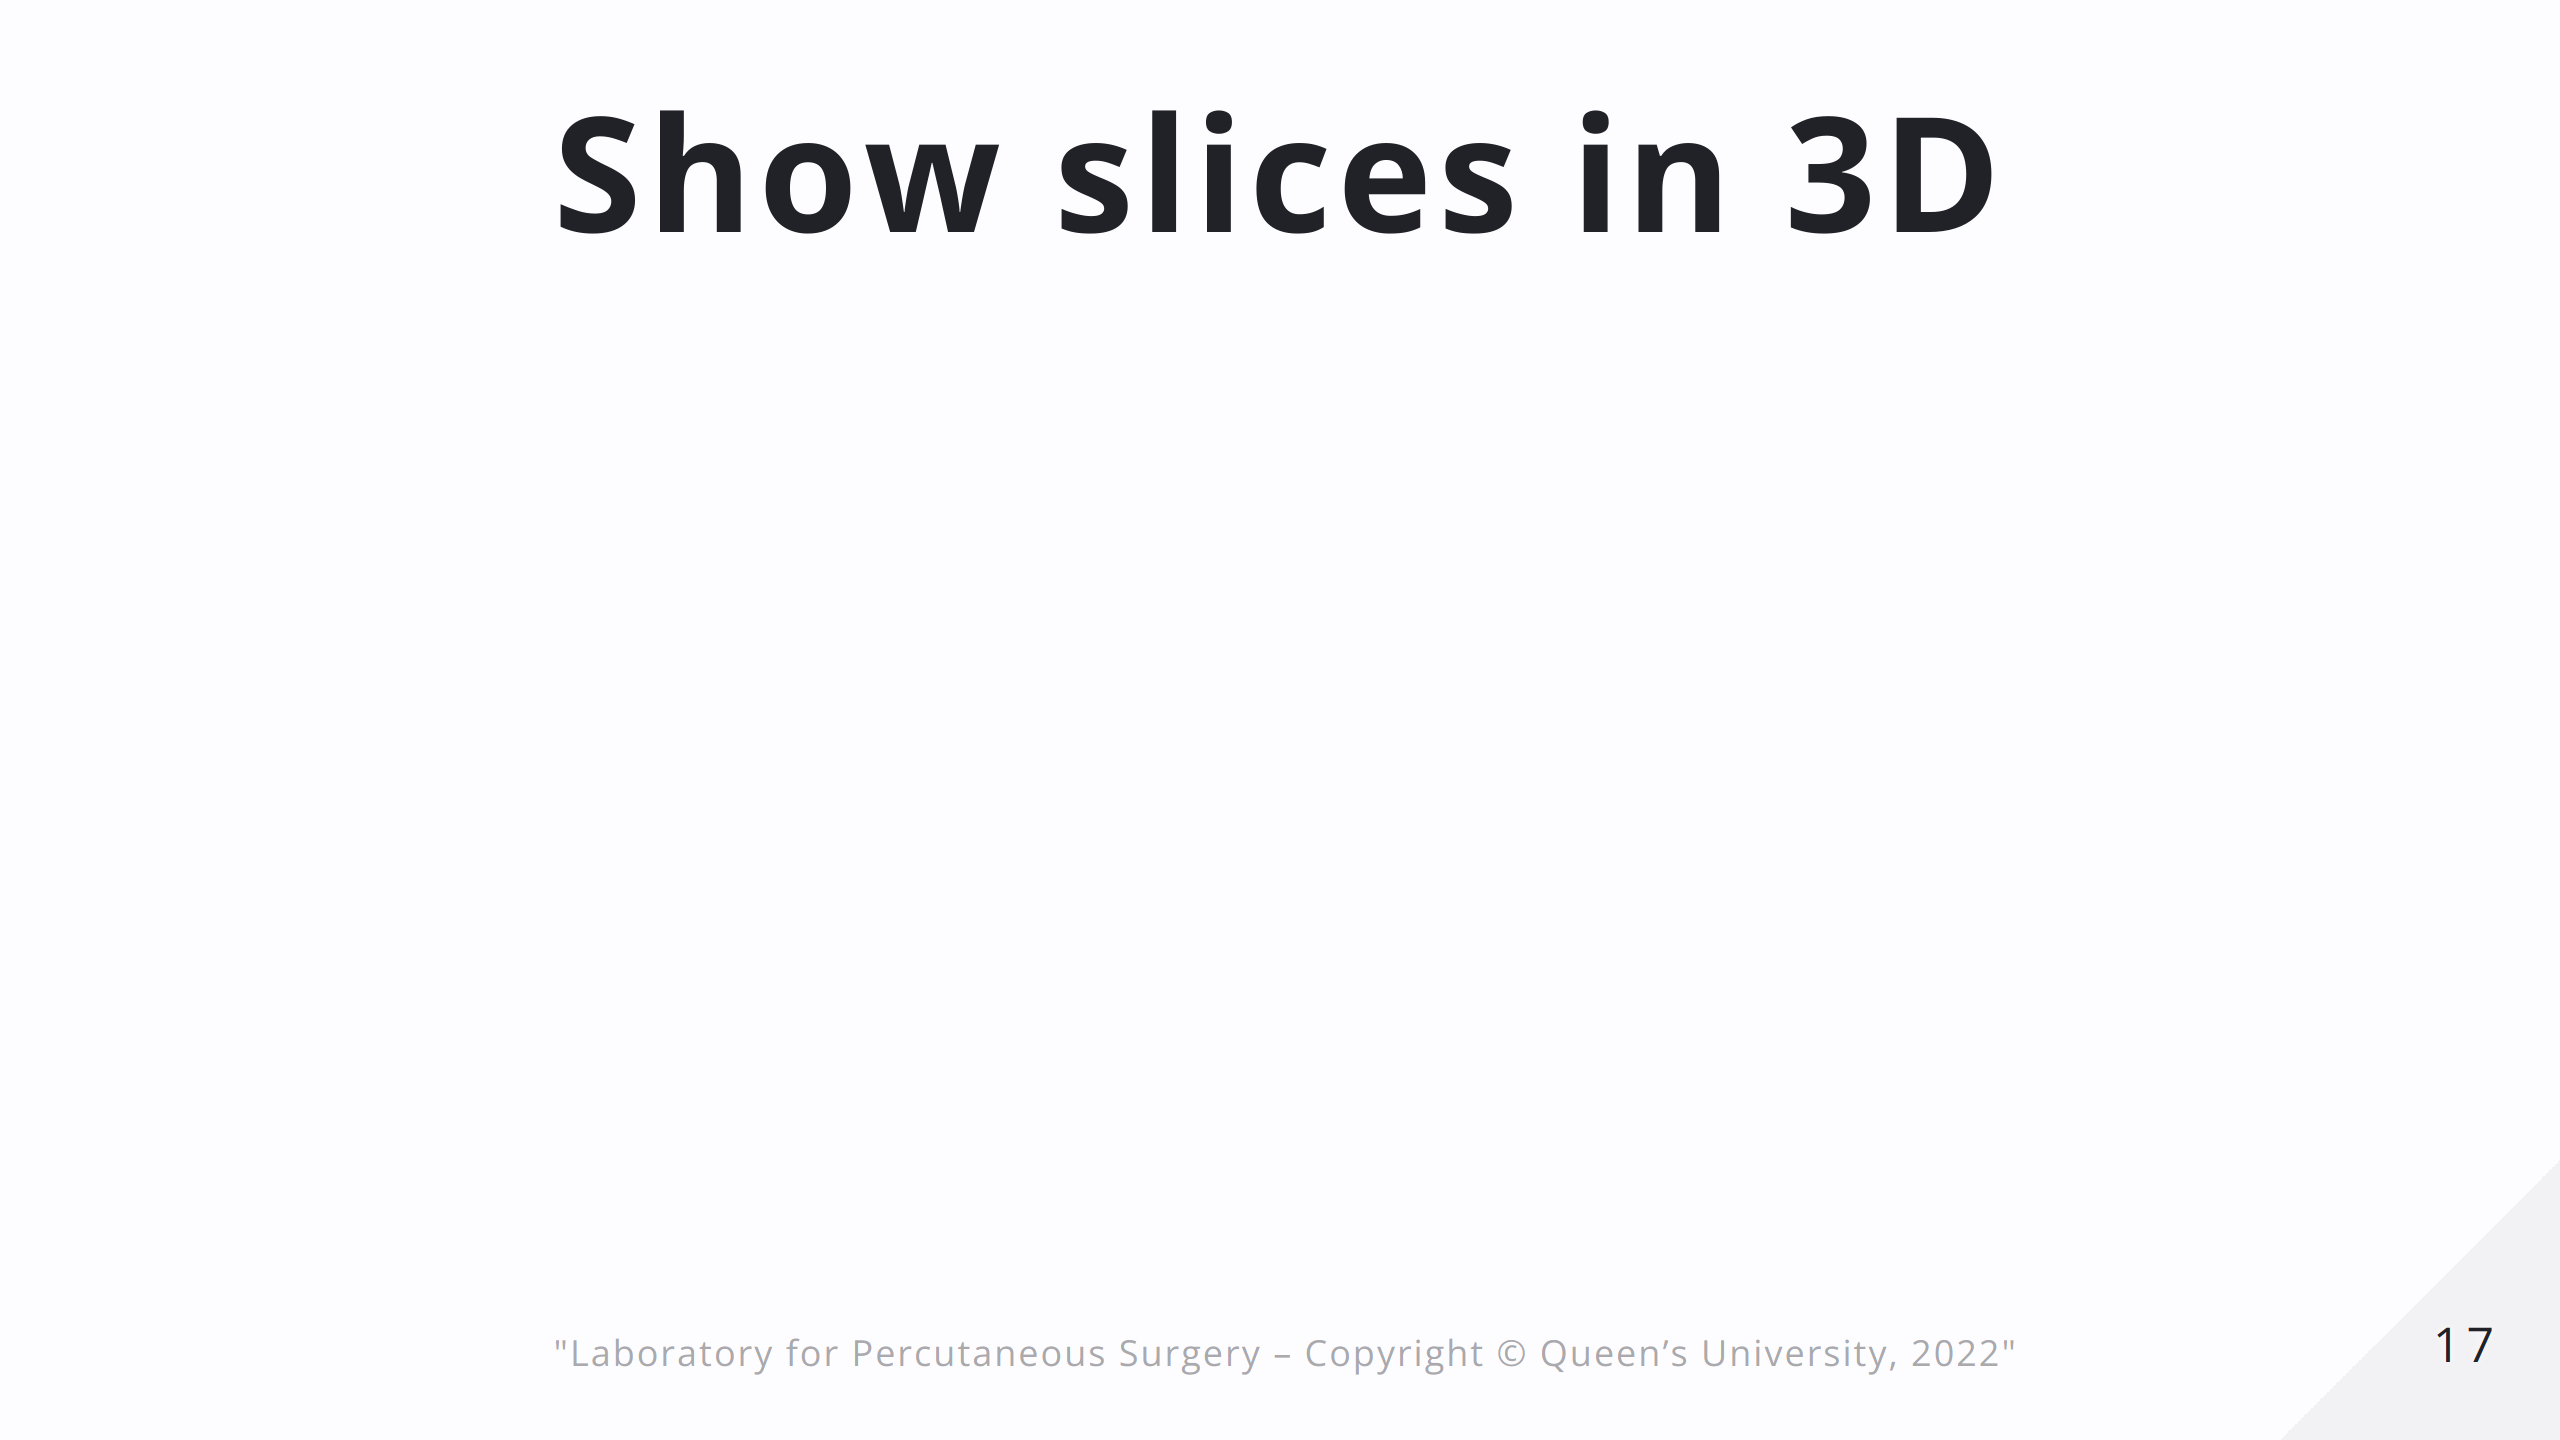 Show slices in 3D
"Laboratory for Percutaneous Surgery – Copyright © Queen’s University, 2022"
17